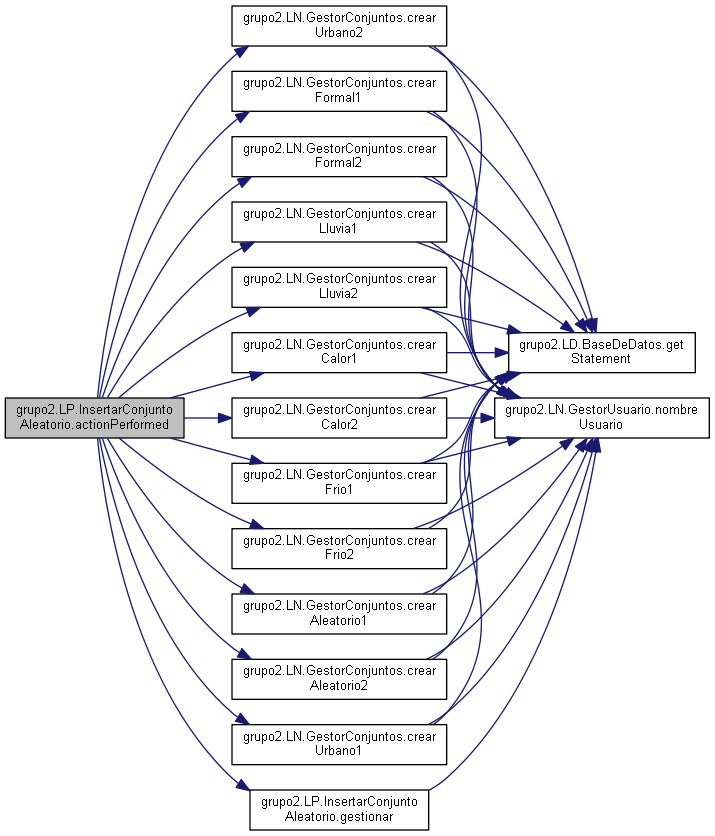 grupo2.LN.GestorConjuntos.crear
Urbano2
grupo2.LN.GestorConjuntos.crear
Formal1
grupo2.LN.GestorConjuntos.crear
Formal2
grupo2.LN.GestorConjuntos.crear
Lluvia1
grupo2.LN.GestorConjuntos.crear
Lluvia2
grupo2.LN.GestorConjuntos.crear
Calor1
grupo2.LD.BaseDeDatos.get
Statement
grupo2.LP.InsertarConjunto
Aleatorio.actionPerformed
grupo2.LN.GestorConjuntos.crear
Calor2
grupo2.LN.GestorUsuario.nombre
Usuario
grupo2.LN.GestorConjuntos.crear
Frio1
grupo2.LN.GestorConjuntos.crear
Frio2
grupo2.LN.GestorConjuntos.crear
Aleatorio1
grupo2.LN.GestorConjuntos.crear
Aleatorio2
grupo2.LN.GestorConjuntos.crear
Urbano1
grupo2.LP.InsertarConjunto
Aleatorio.gestionar